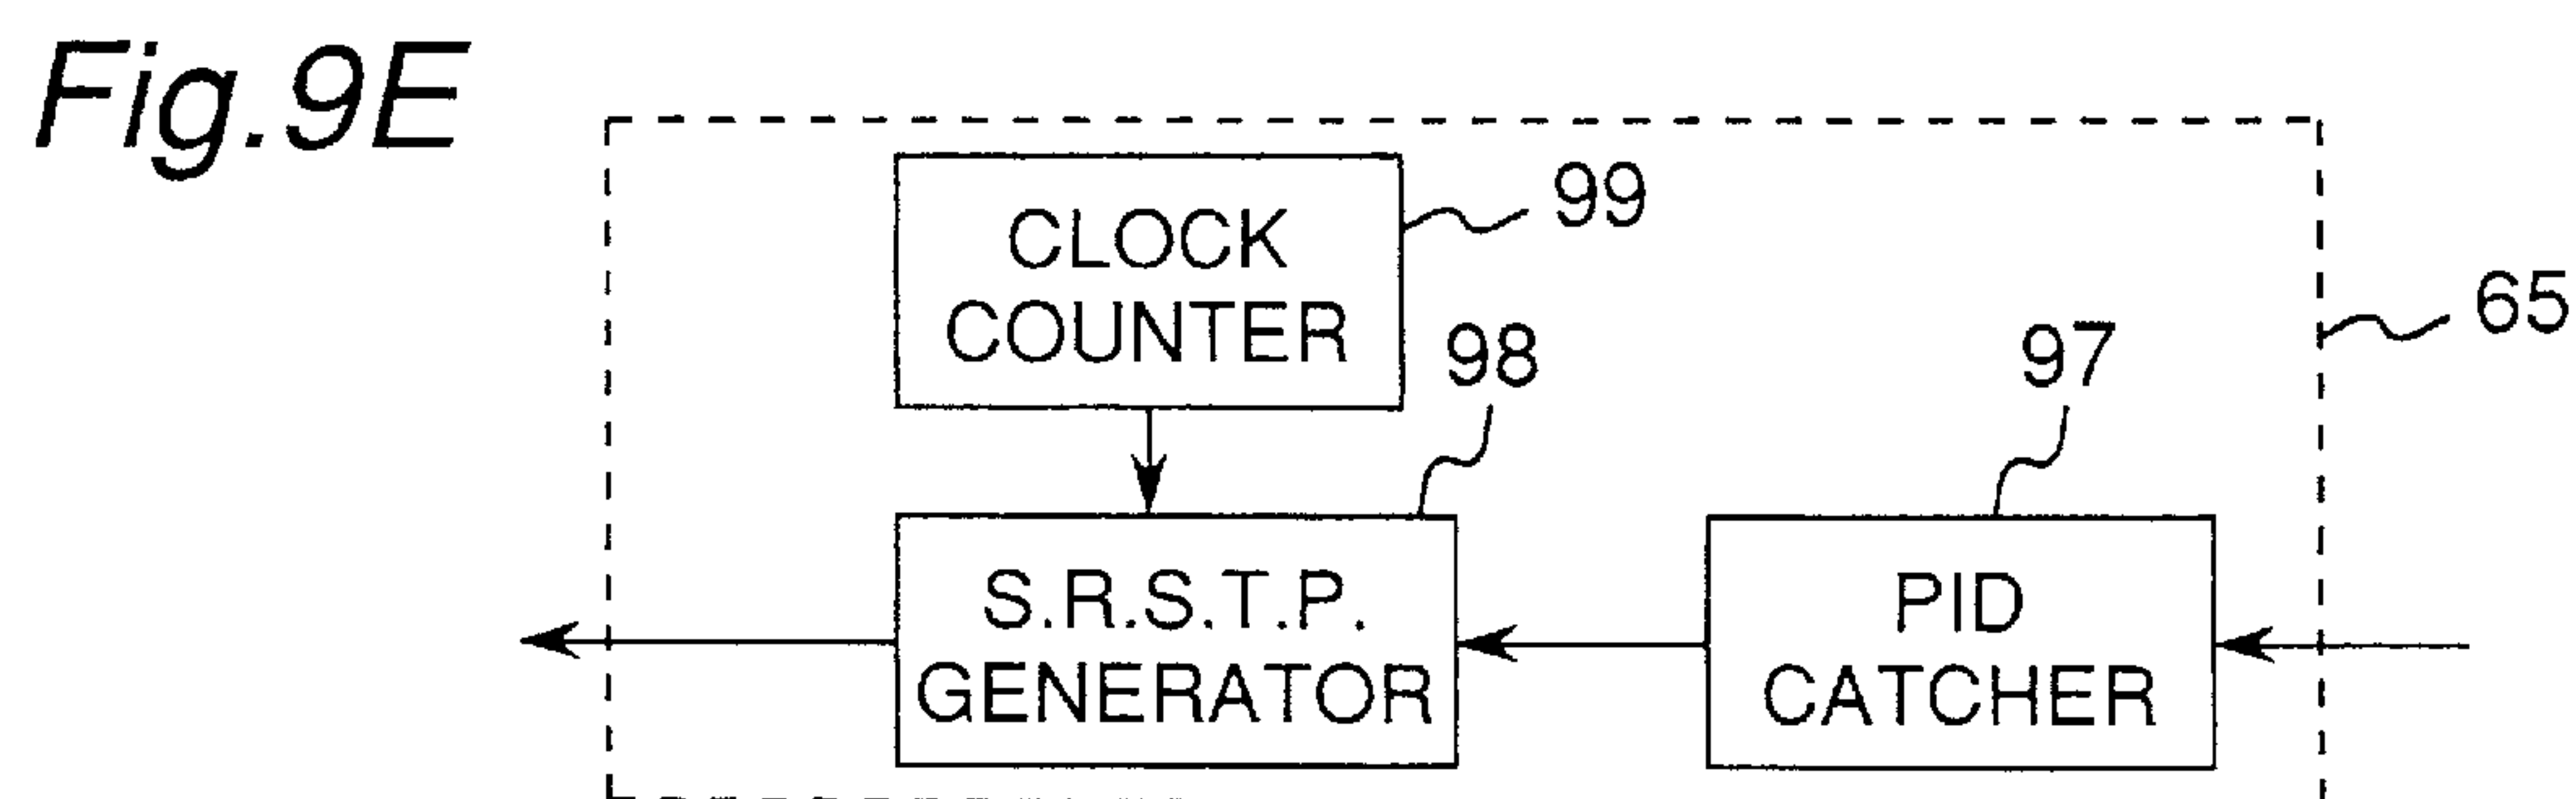 Fig.9E
CLOCK
COUNTER
99
65
98
97
S.R.S.T.P.
GENERATOR
PID
CATCHER